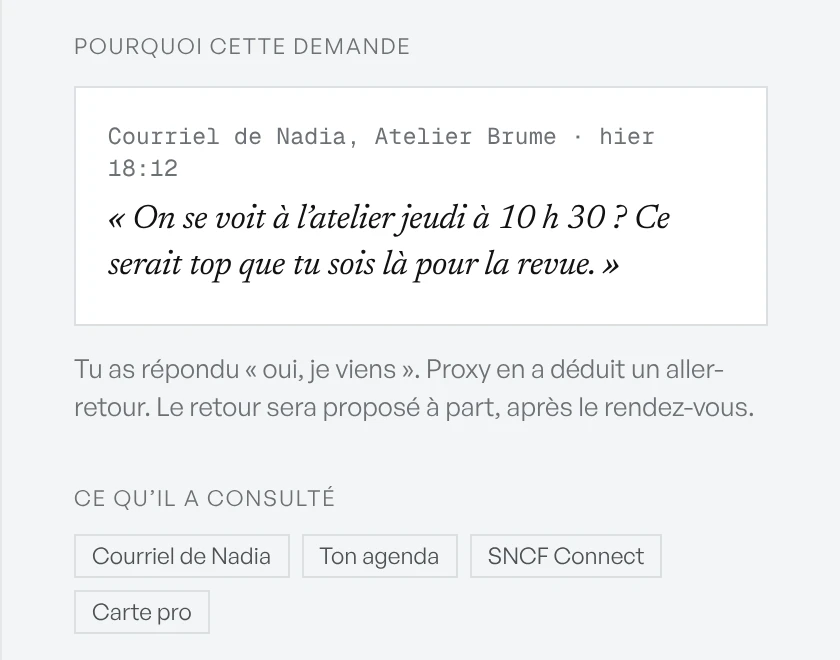 POURQUOI CETTE DEMANDE
Courriel de Nadia, Atelier Brume · hier
18:12
« On se voit à l’atelier jeudi à 10 h 30 ? Ce
serait top que tu sois là pour la revue. »
Tu as répondu « oui, je viens ». Proxy en a déduit un aller-
retour. Le retour sera proposé à part, après le rendez-vous.
CE QU’IL A CONSULTÉ
Courriel de Nadia
Ton agenda
SNCF Connect
Carte pro